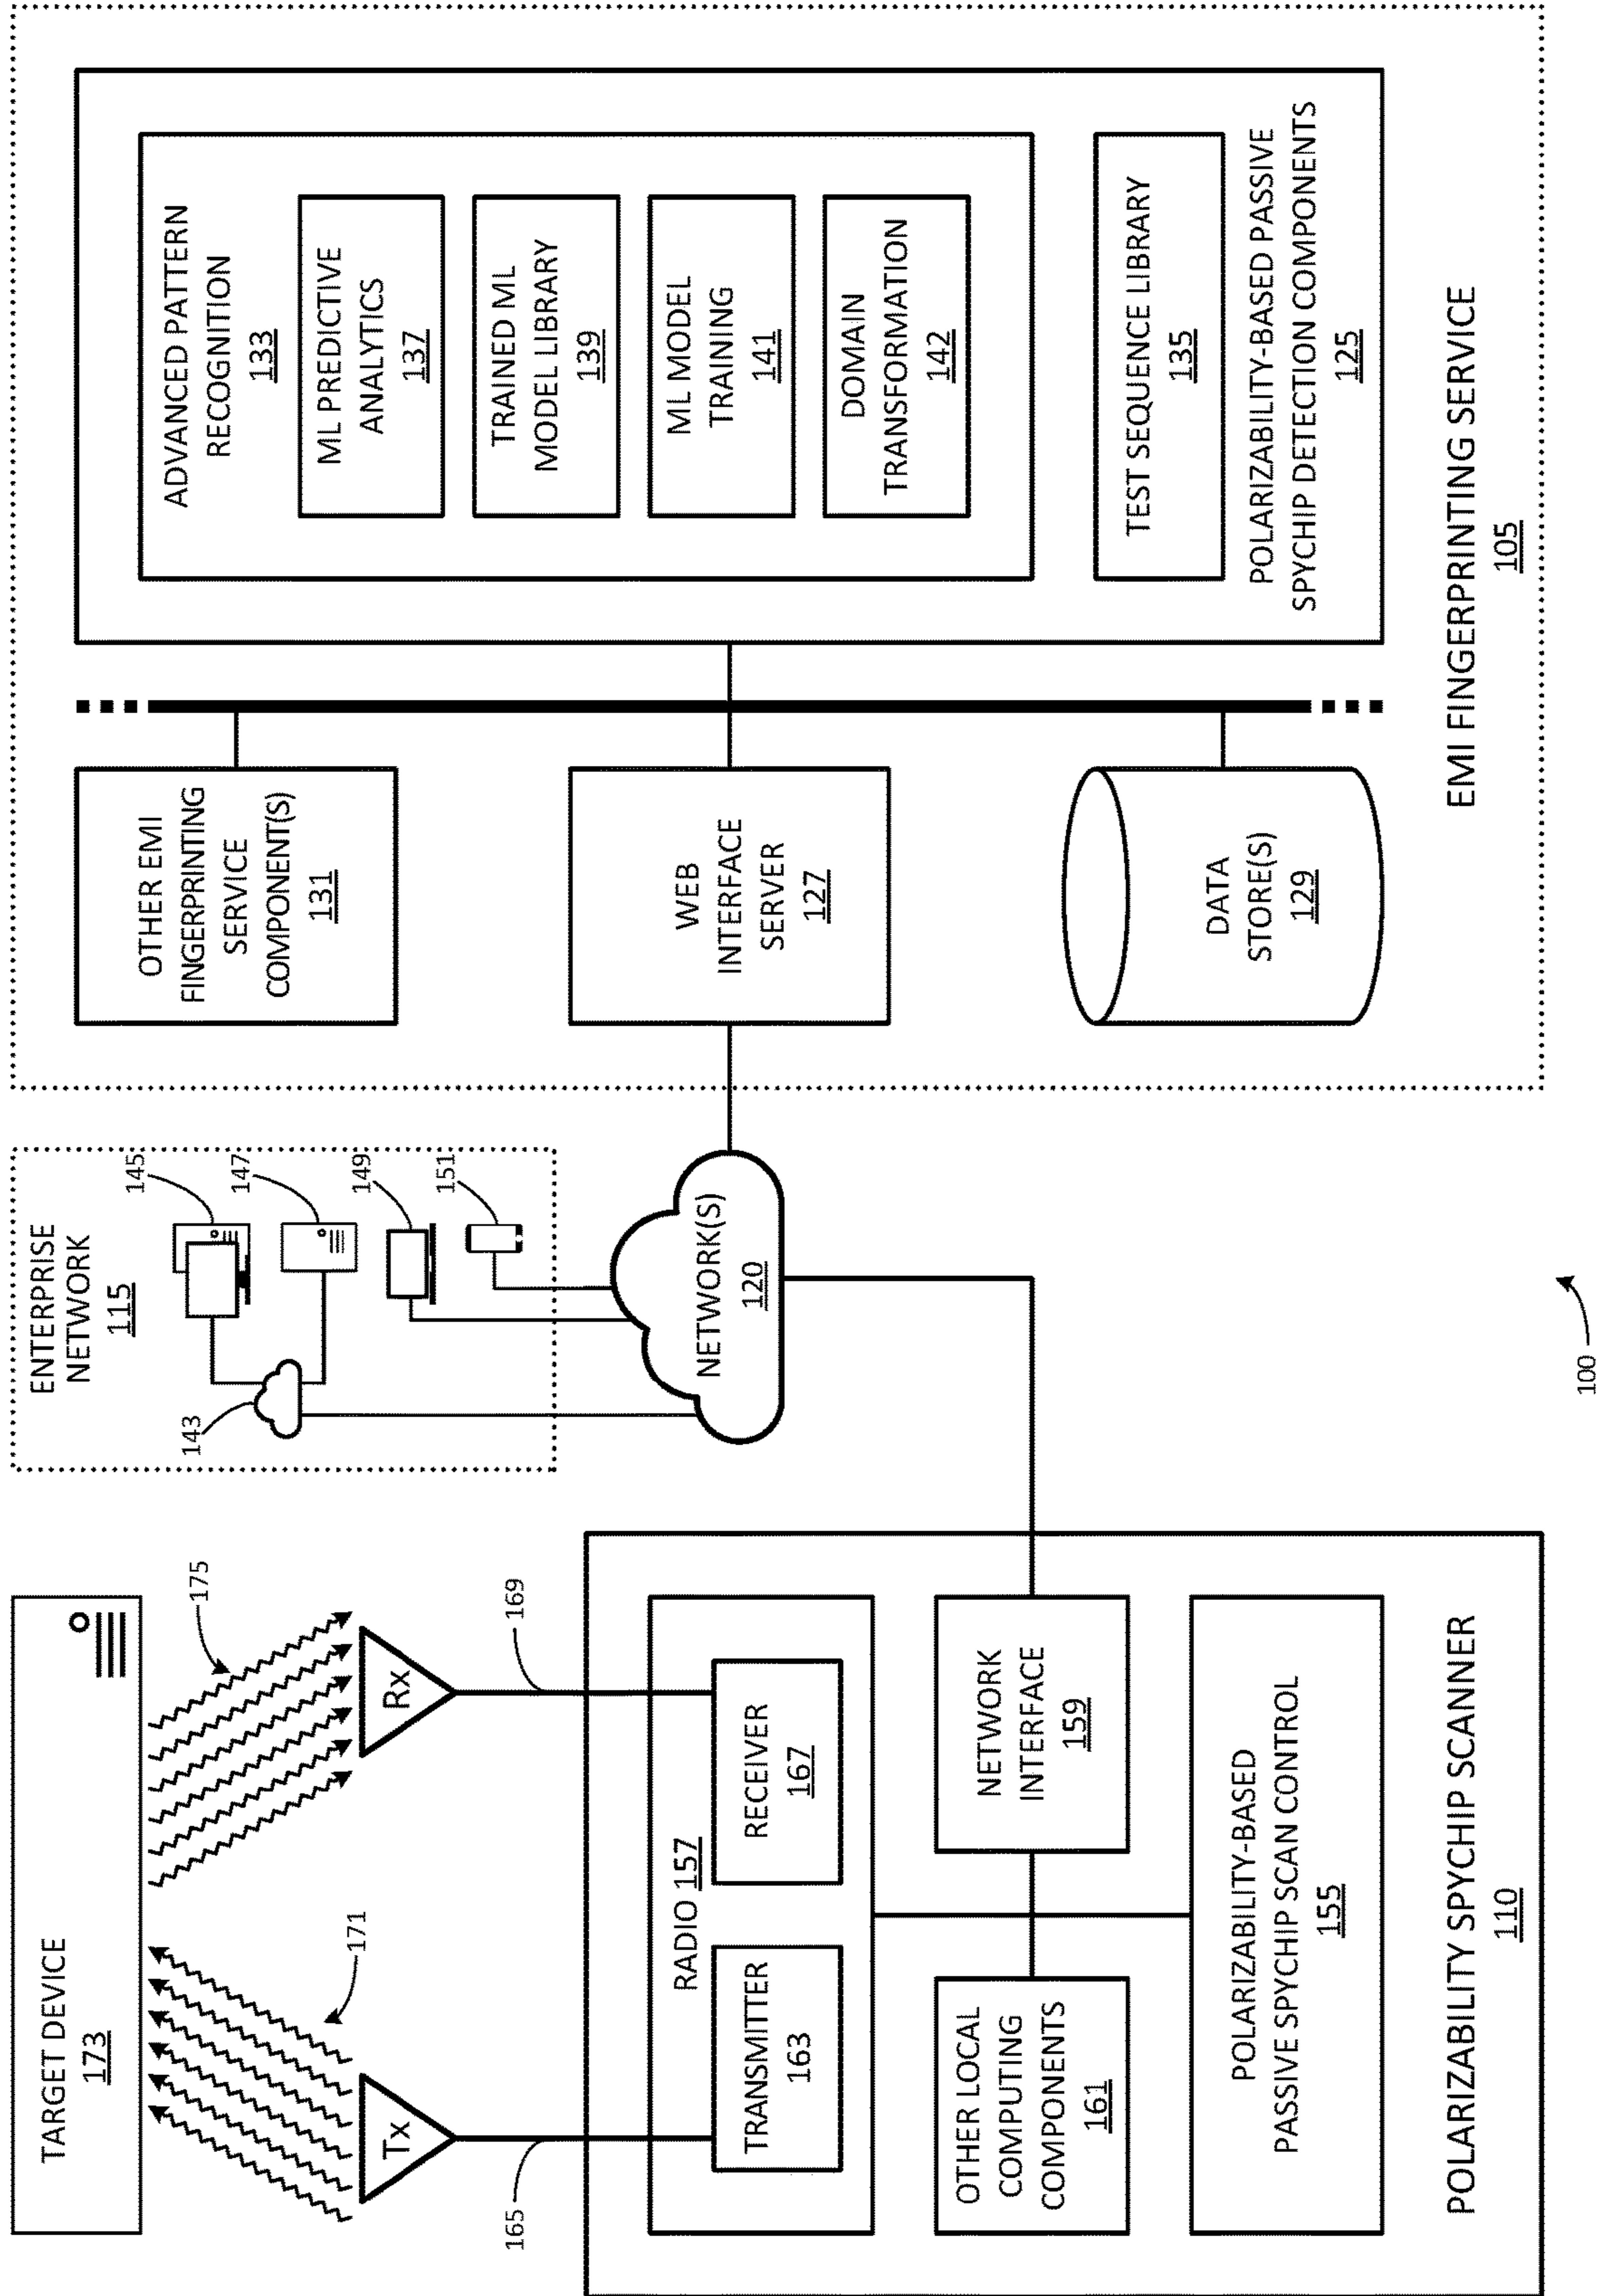 TARGET DEVICE
173
171
175
Tx
Rx
165
169
RADIO 157
TRANSMITTER
163
RECEIVER
167
OTHER LOCAL
COMPUTING
COMPONENTS
161
NETWORK
INTERFACE
159
POLARIZABILITY-BASED
PASSIVE SPYCHIP SCAN CONTROL
155
POLARIZABILITY SPYCHIP SCANNER
110
ENTERPRISE
NETWORK
115
143
145
147
149
151
NETWORK(S)
120
100
OTHER EMI
FINGERPRINTING
SERVICE
COMPONENT(S)
131
WEB
INTERFACE
SERVER
127
DATA
STORE(S)
129
ADVANCED PATTERN
RECOGNITION
133
ML PREDICTIVE
ANALYTICS
137
TRAINED ML
MODEL LIBRARY
139
ML MODEL
TRAINING
141
DOMAIN
TRANSFORMATION
142
TEST SEQUENCE LIBRARY
135
POLARIZABILITY-BASED PASSIVE
SPYCHIP DETECTION COMPONENTS
125
EMI FINGERPRINTING SERVICE
105